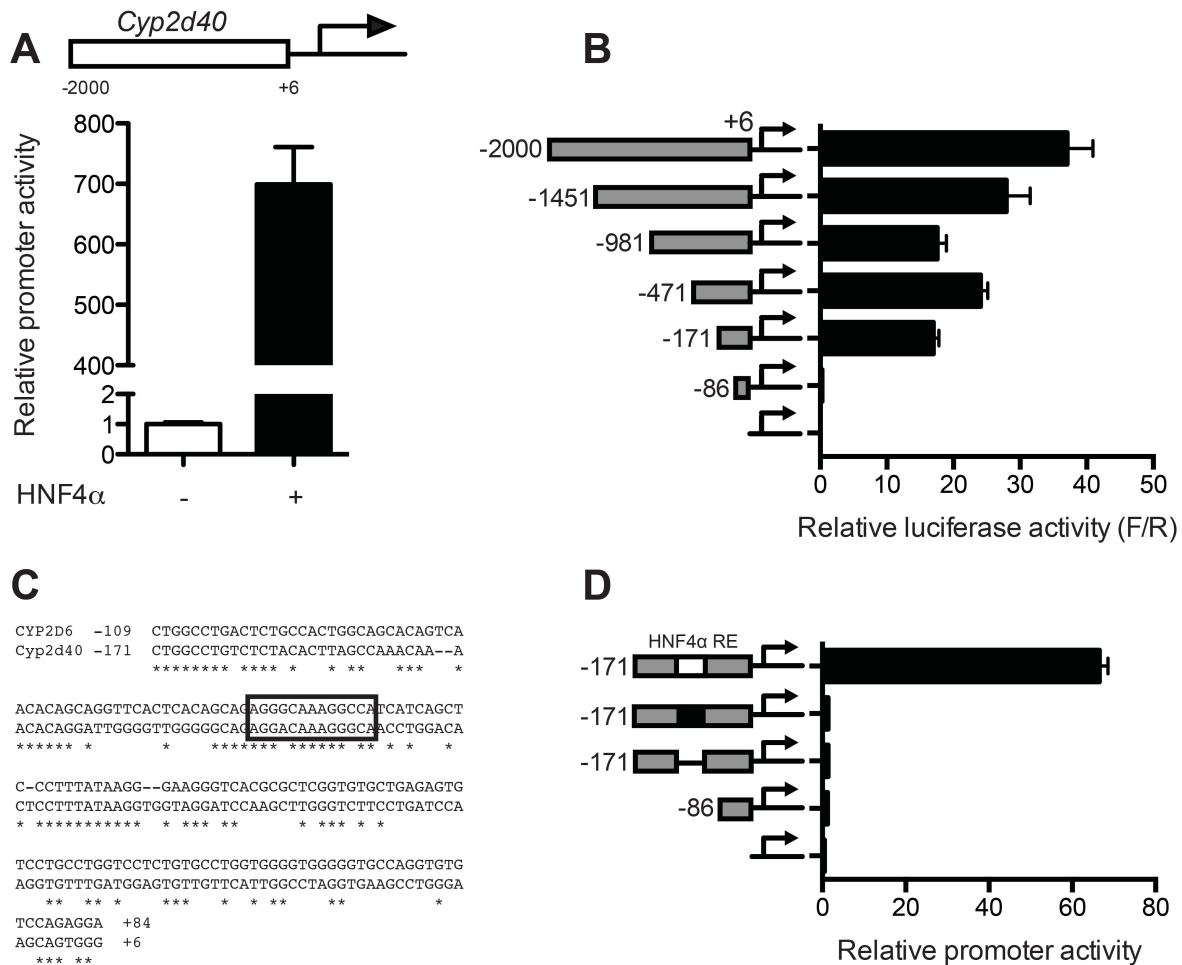 A
Cyp2d40
-2000
+6
Relative promoter activity
800
700
600
500
400
2
1
0
HNF4α
-
+
B
+6
-2000
-1451
-981
-471
-171
-86
0 10 20 30 40 50
Relative luciferase activity (F/R)
C
CYP2D6 -109 CTGGCCTGACTCTGCCACTGGCAGCACAGTCA
Cyp2d40 -171 CTGGCCTGTCTCTACACTTAGCCAAACAA--A
******** **** * * ** *** *
ACACAGCAGGTTCACTCACAGCAGAGGGCAAAGGCCATCATCAGCT
ACACAGGATTGGGGTTGGGGGCAGAGGACAAAGGGCAACCTGGACA
****** * * ******* ****** ** * * *
C-CCTTTATAAGG--GAAGGGTCACGCGCTCGGTGTGCTGAGAGTG
CTCCTTTATAAGGTGGTAGGATCCAAGCTTGGGTCTTCCTGATCCA
* *********** * *** ** * *** * *
TCCTGCCTGGTCCTCTGTGCCTGGTGGGGTGGGGGTGCCAGGTGTG
AGGTGTTTGATGGAGTGTTGTTCATTGGCCTAGGTGAAGCCTGGGA
** ** * *** * * ** ** *
TCCAGAGGA +84
AGCAGTGGG +6
*** **
D
HNF4α RE
-171
-171
-171
-86
0 20 40 60 80
Relative promoter activity